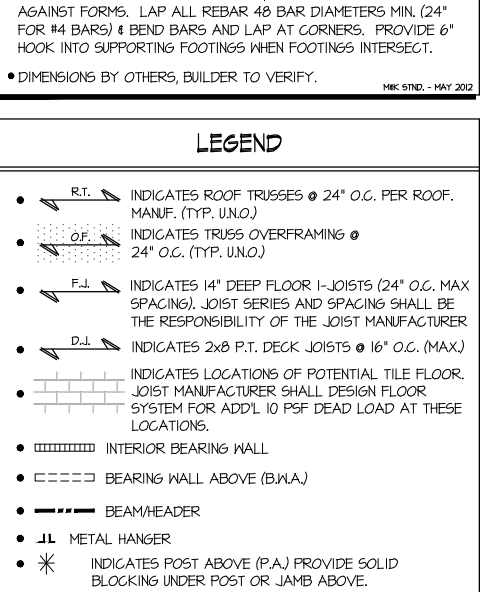 AGAINST FORMS. LAP ALL REBAR 48 BAR DIAMETERS MIN. (24"
FOR #4 BARS) & BEND BARS AND LAP AT CORNERS. PROVIDE 6"
HOOK INTO SUPPORTING FOOTINGS WHEN FOOTINGS INTERSECT.
• DIMENSIONS BY OTHERS, BUILDER TO VERIFY.
M&K STND. - MAY 2012
LEGEND
• R.T. INDICATES ROOF TRUSSES @ 24" O.C. PER ROOF.
MANUF. (TYP. U.N.O.)
• O.F. INDICATES TRUSS OVERFRAMING @
24" O.C. (TYP. U.N.O.)
• F.J. INDICATES 14" DEEP FLOOR I-JOISTS (24" O.C. MAX
SPACING). JOIST SERIES AND SPACING SHALL BE
THE RESPONSIBILITY OF THE JOIST MANUFACTURER
• D.J. INDICATES 2x8 P.T. DECK JOISTS @ 16" O.C. (MAX.)
• INDICATES LOCATIONS OF POTENTIAL TILE FLOOR.
JOIST MANUFACTURER SHALL DESIGN FLOOR
SYSTEM FOR ADD'L 10 PSF DEAD LOAD AT THESE
LOCATIONS.
• INTERIOR BEARING WALL
• BEARING WALL ABOVE (B.W.A.)
• BEAM/HEADER
• METAL HANGER
• INDICATES POST ABOVE (P.A.) PROVIDE SOLID
BLOCKING UNDER POST OR JAMB ABOVE.